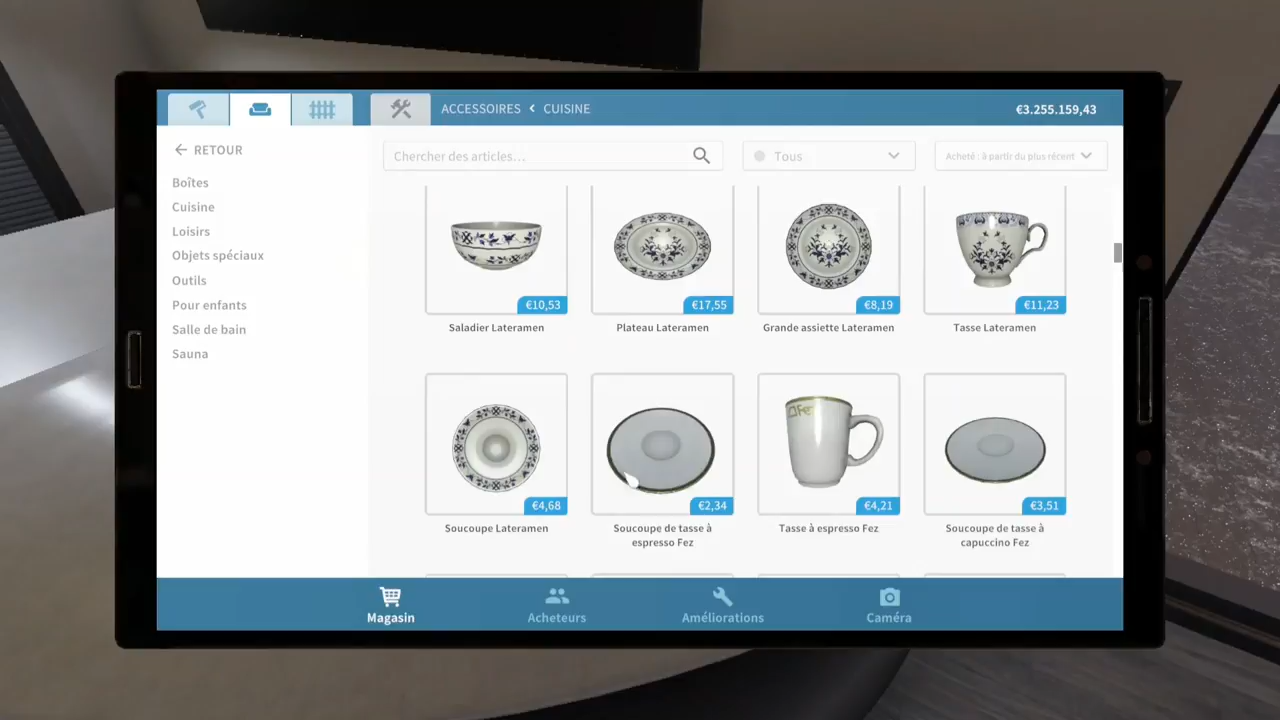 ACCESSOIRES < CUISINE
€3.255.159,43
RETOUR
Chercher des articles...
Tous
Acheté : à partir du plus récent
Boîtes
Cuisine
Loisirs
Objets spéciaux
Outils
Pour enfants
Salle de bain
Sauna
€10,53
€17,55
€8,19
€11,23
Saladier Lateramen
Plateau Lateramen
Grande assiette Lateramen
Tasse Lateramen
Fez
€4,68
€2,34
€4,21
€3,51
Soucoupe Lateramen
Soucoupe de tasse à
espresso Fez
Tasse à espresso Fez
Soucoupe de tasse à
capuccino Fez
Magasin
Acheteurs
Améliorations
Caméra